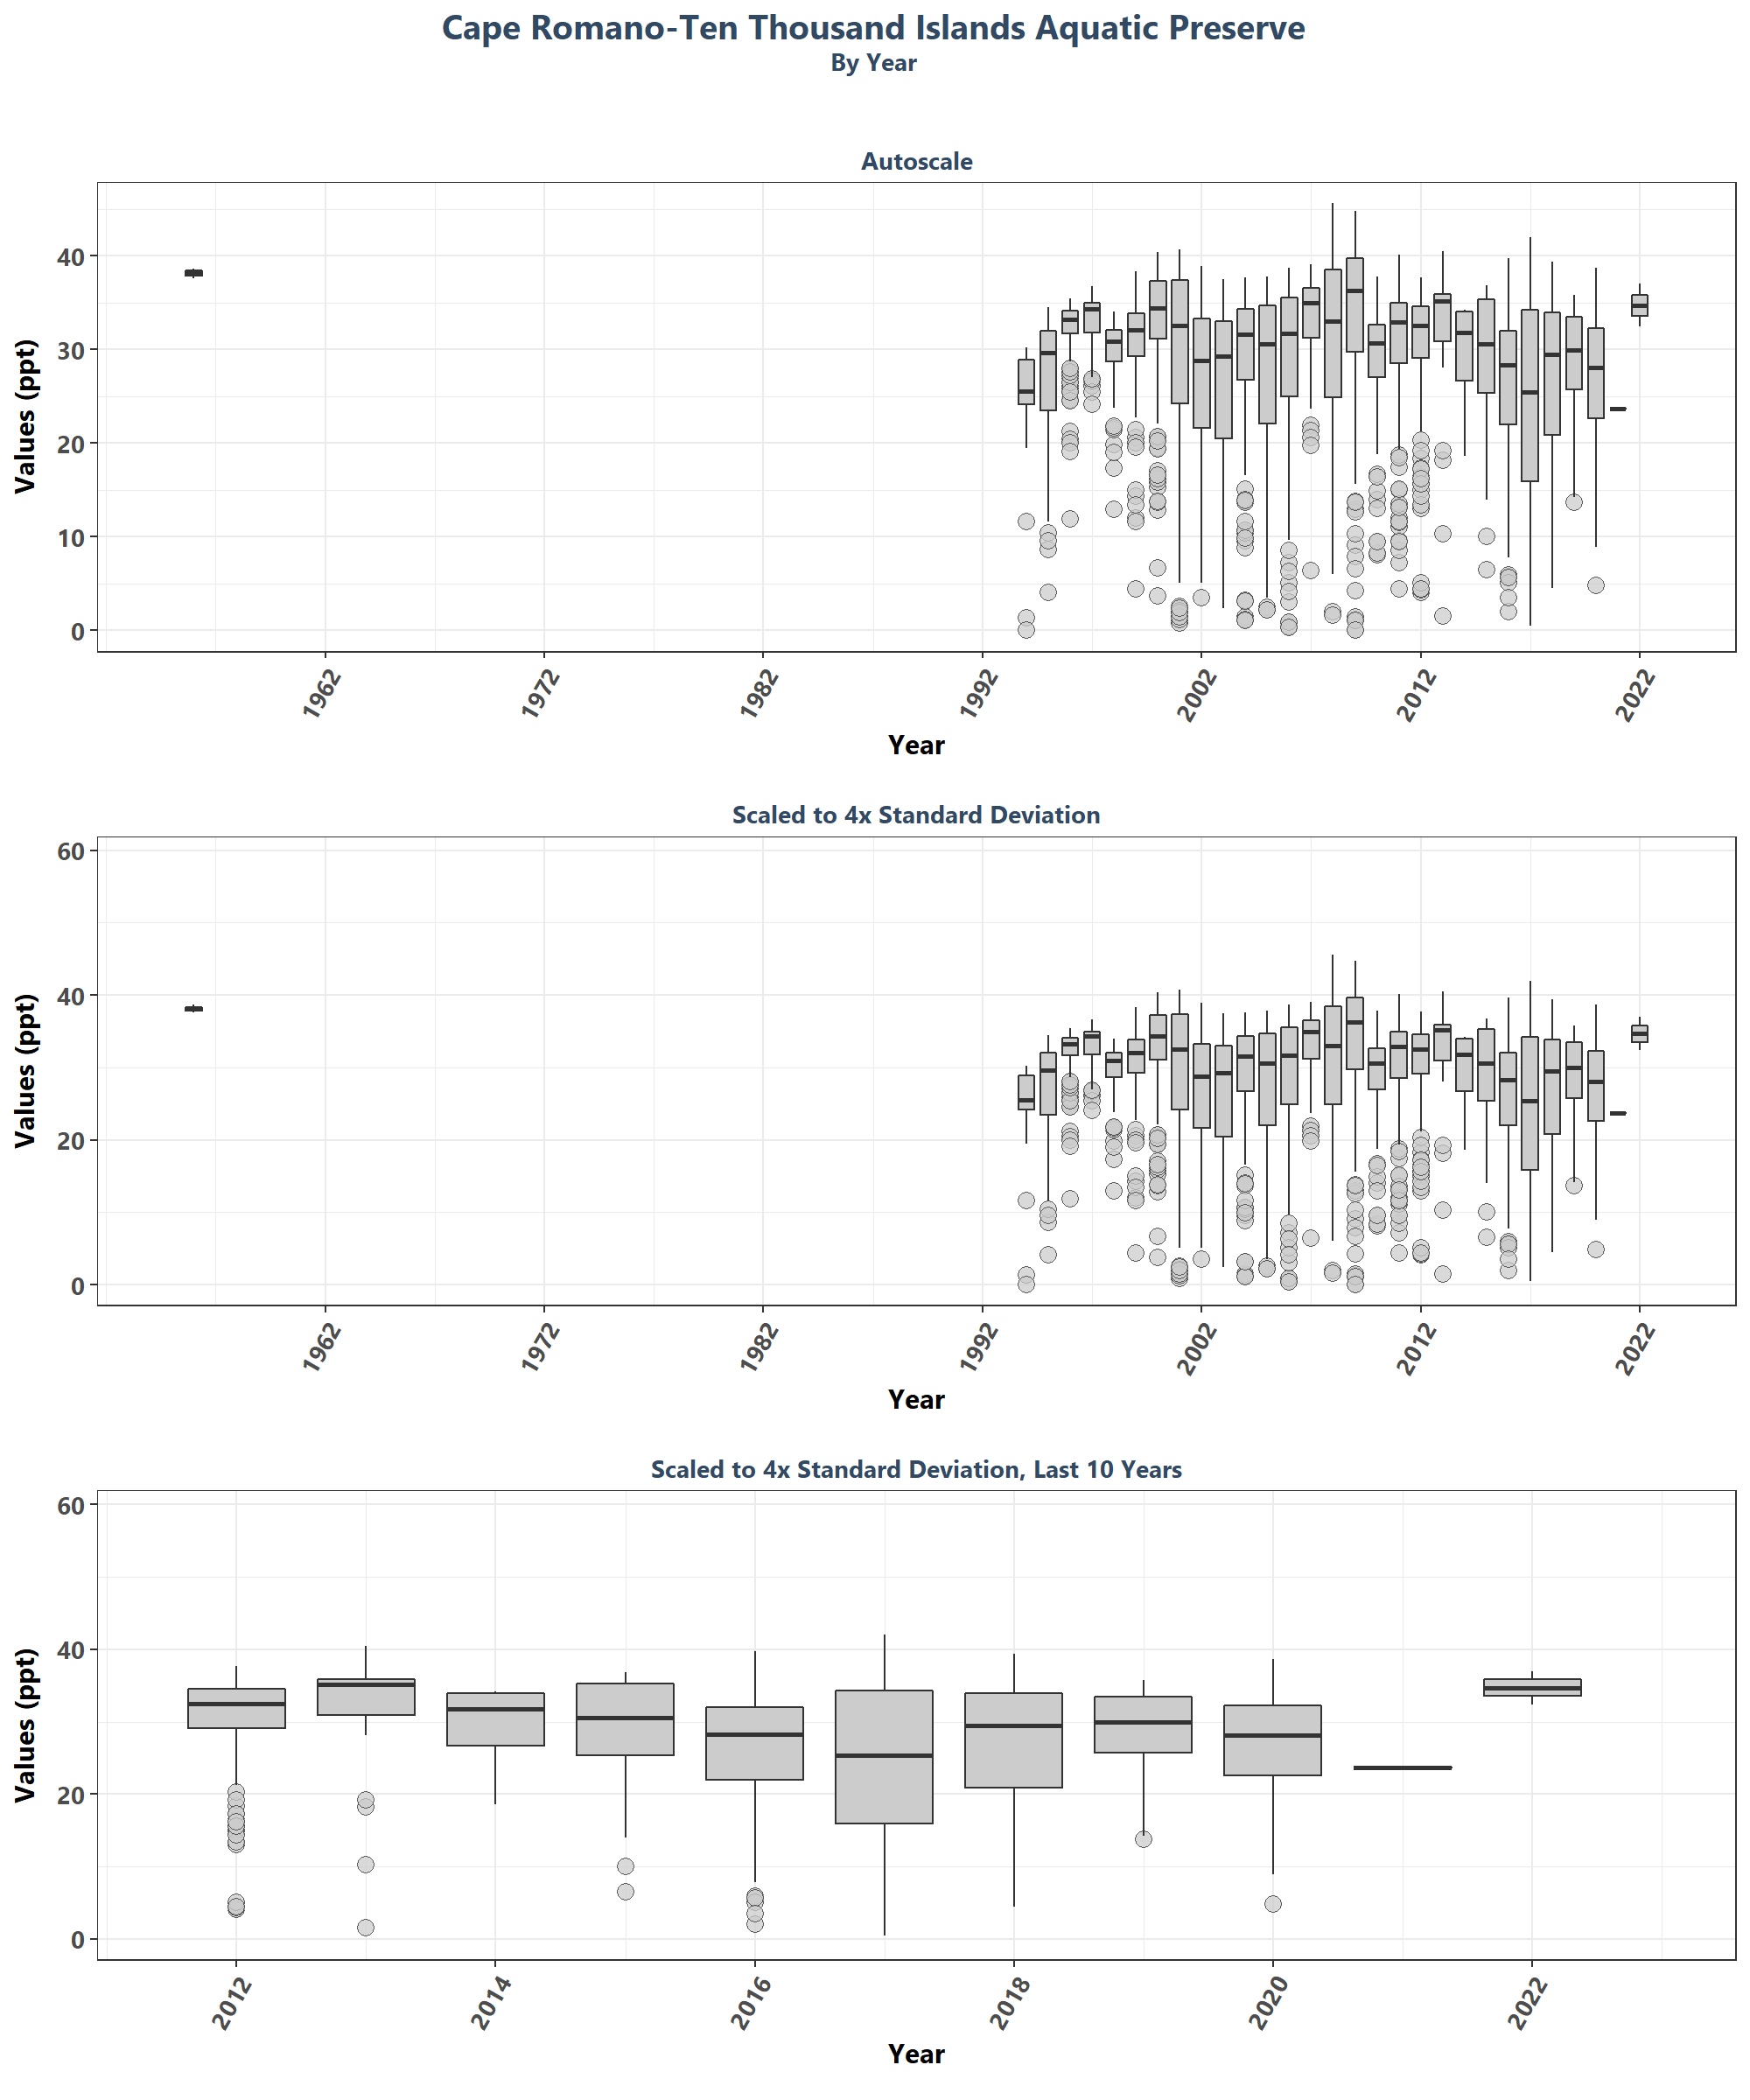 Cape Romano-Ten Thousand Islands Aquatic Preserve
By Year
Autoscale
Values (ppt)
40
30
20
10
0
1962 1972 1982 1992 2002 2012 2022
Year
Scaled to 4x Standard Deviation
Values (ppt)
60
40
20
0
1962 1972 1982 1992 2002 2012 2022
Year
Scaled to 4x Standard Deviation, Last 10 Years
Values (ppt)
60
40
20
0
2012 2014 2016 2018 2020 2022
Year